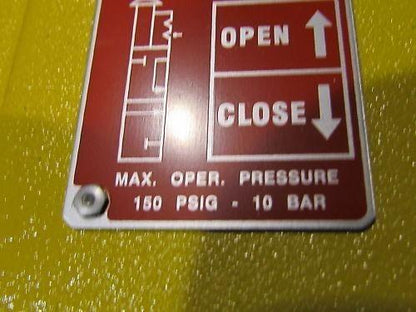 OPEN
CLOSE
MAX. OPER. PRESSURE
150 PSIG - 10 BAR